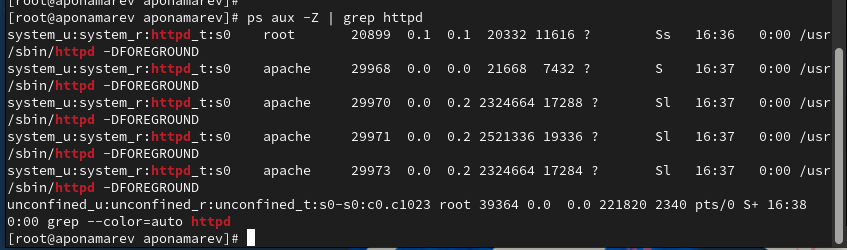 [root@aponamarev aponamarev]#
[root@aponamarev aponamarev]# ps aux -Z | grep httpd
system_u:system_r:httpd_t:s0    root       20899  0.1  0.1  20332 11616 ?        Ss   16:36   0:00 /usr
/sbin/httpd -DFOREGROUND
system_u:system_r:httpd_t:s0    apache     29968  0.0  0.0  21668  7432 ?        S    16:37   0:00 /usr
/sbin/httpd -DFOREGROUND
system_u:system_r:httpd_t:s0    apache     29970  0.0  0.2 2324664 17288 ?       Sl   16:37   0:00 /usr
/sbin/httpd -DFOREGROUND
system_u:system_r:httpd_t:s0    apache     29971  0.0  0.2 2521336 19336 ?       Sl   16:37   0:00 /usr
/sbin/httpd -DFOREGROUND
system_u:system_r:httpd_t:s0    apache     29973  0.0  0.2 2324664 17284 ?       Sl   16:37   0:00 /usr
/sbin/httpd -DFOREGROUND
unconfined_u:unconfined_r:unconfined_t:s0-s0:c0.c1023 root 39364 0.0  0.0 221820 2340 pts/0 S+ 16:38
0:00 grep --color=auto httpd
[root@aponamarev aponamarev]#